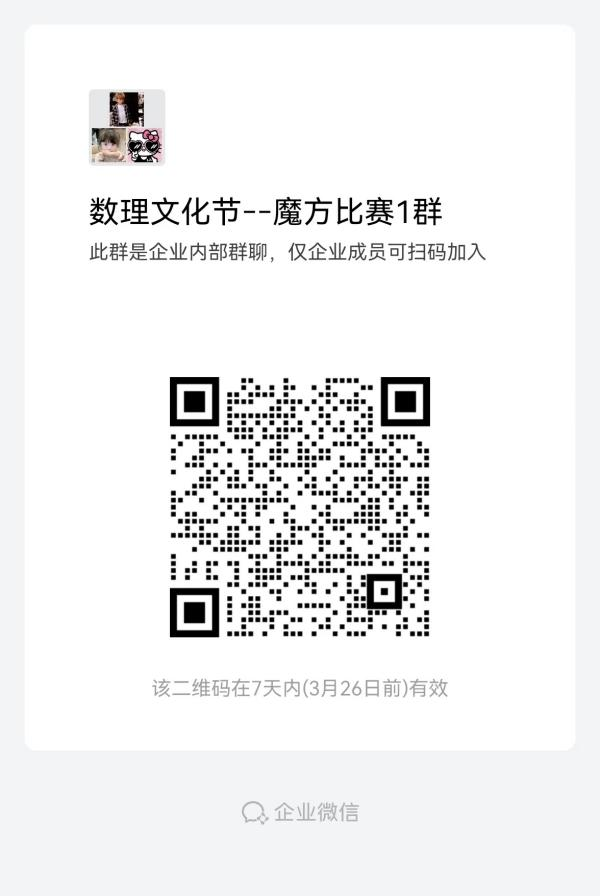 数理文化节--魔方比赛1群
此群是企业内部群聊，仅企业成员可扫码加入
该二维码在7天内(3月26日前)有效
企业微信